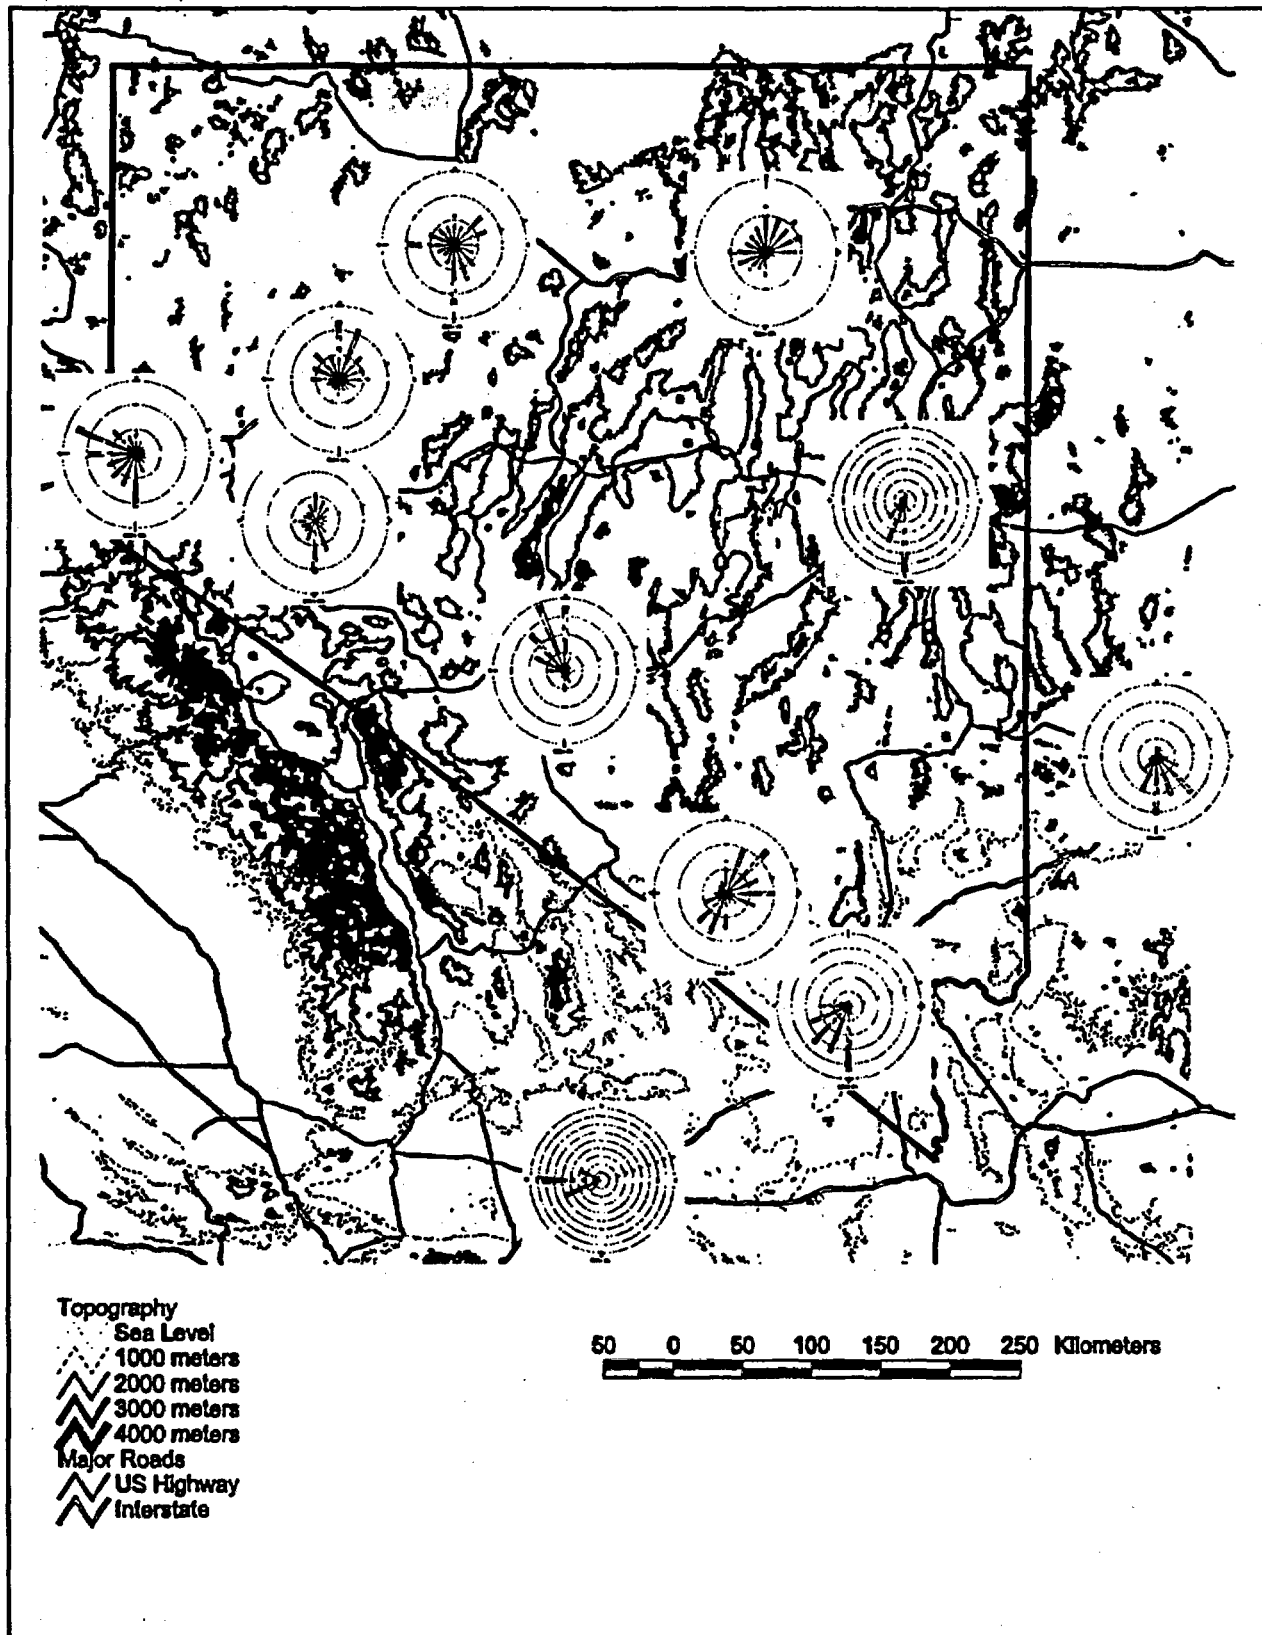 Topography
Sea Level
1000 meters
2000 meters
3000 meters
4000 meters
Major Roads
US Highway
Interstate
50 0 50 100 150 200 250 Kilometers